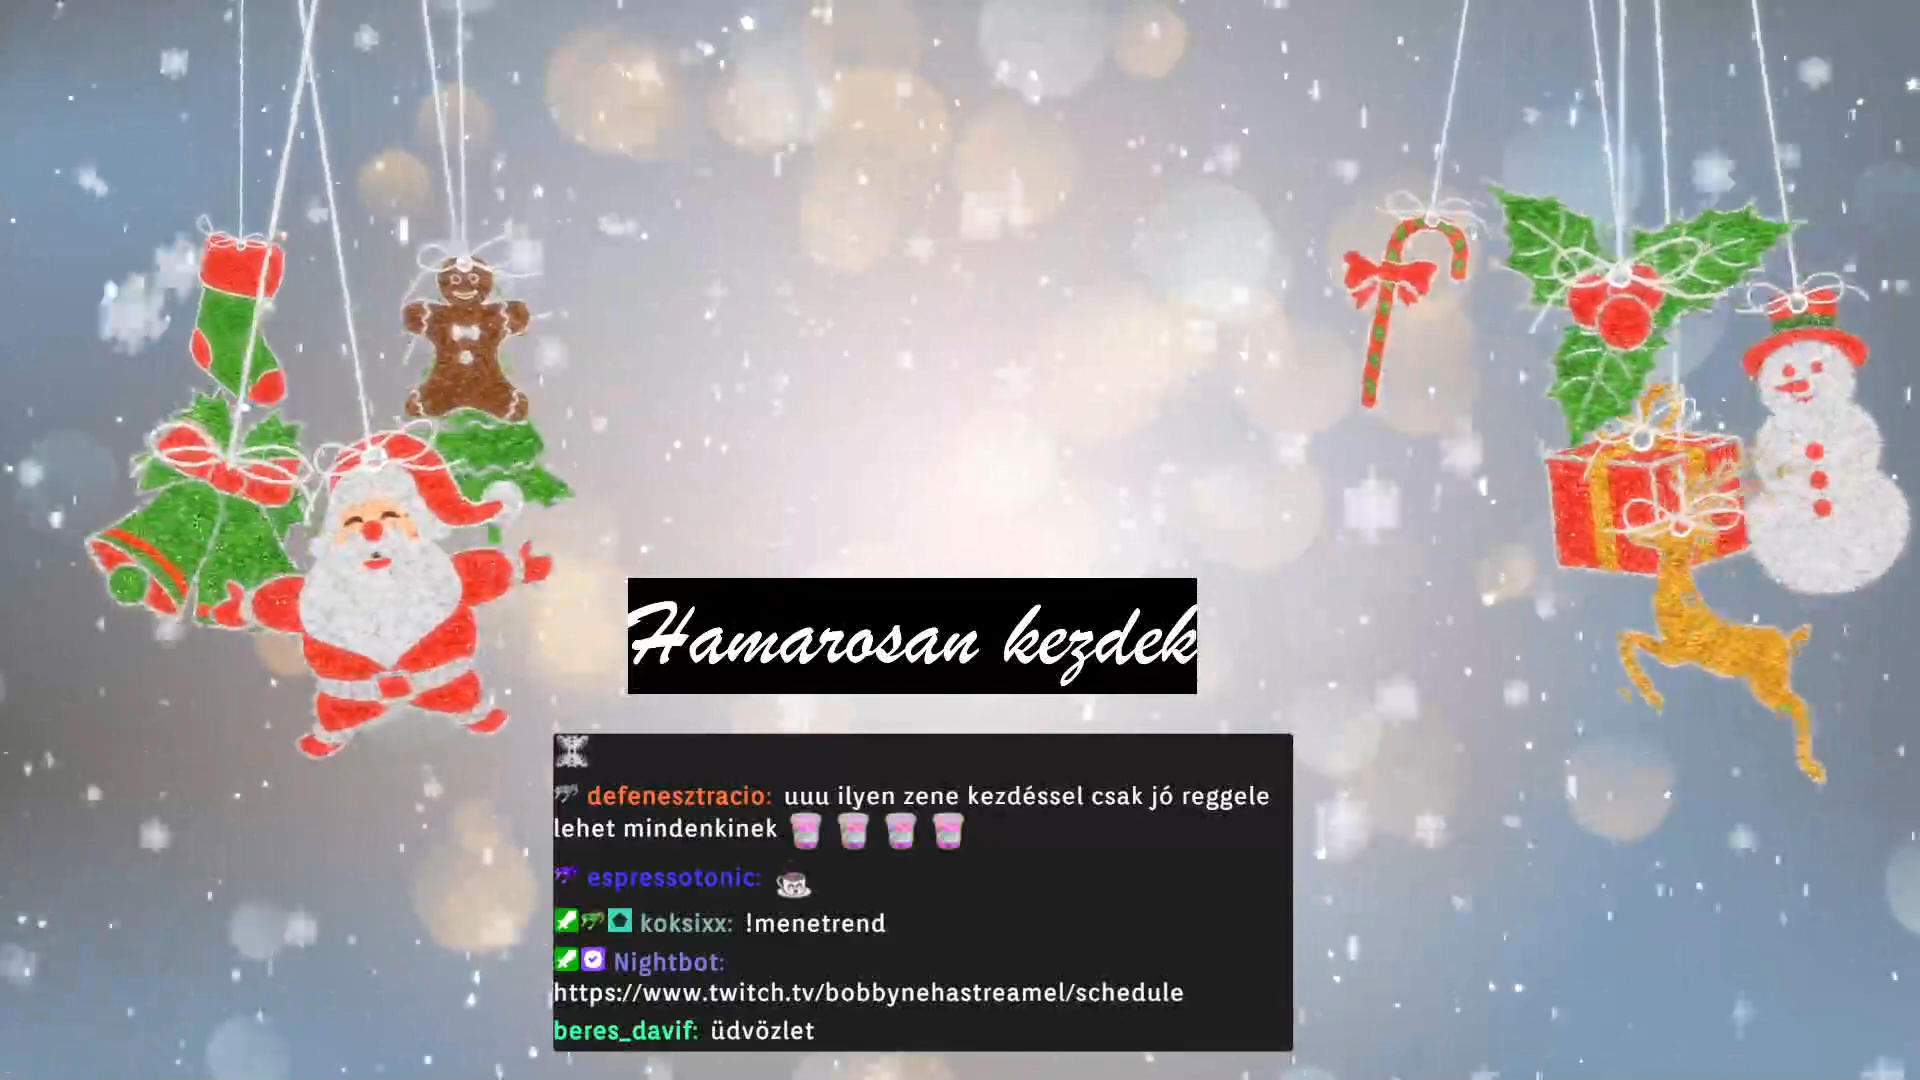 Hamarosan kezdek
defenesztracio: uuu ilyen zene kezdéssel csak jó reggele
lehet mindenkinek
espressotonic:
koksixx: !menetrend
Nightbot:
https://www.twitch.tv/bobbynehastreamel/schedule
beres_davif: üdvözlet